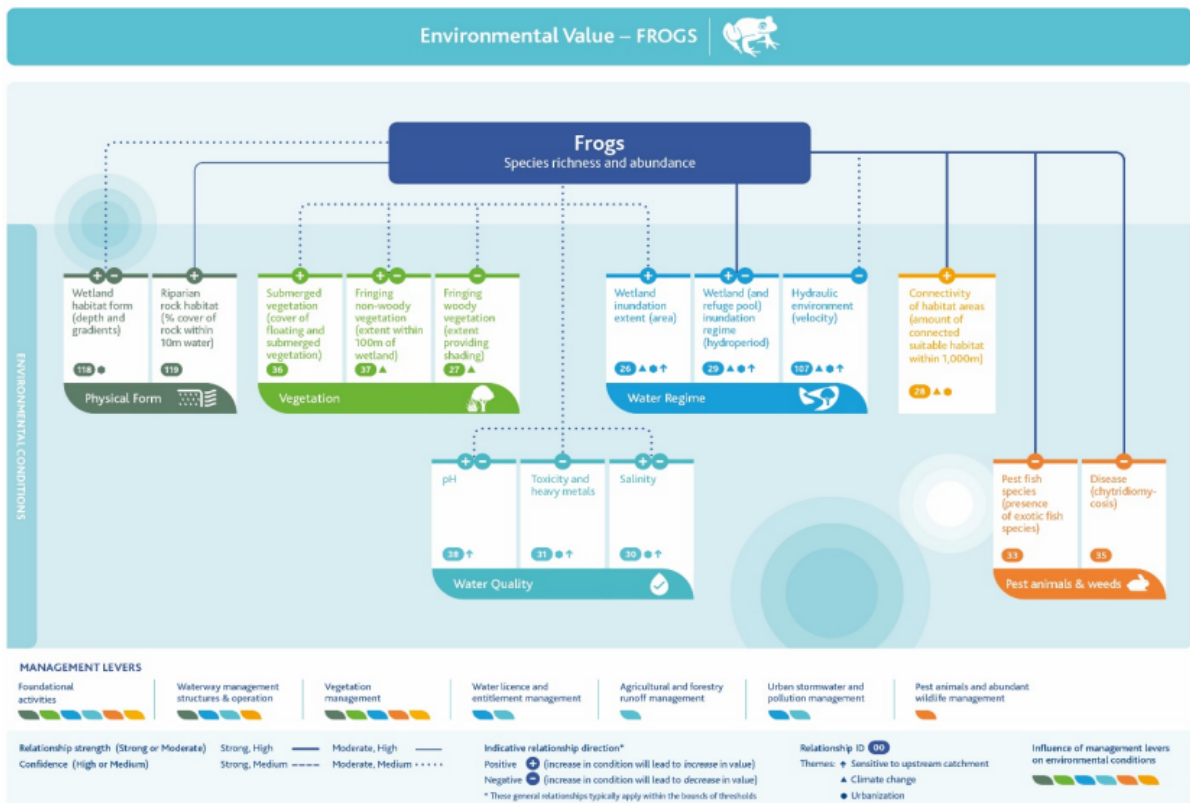 Environmental Value – FROGS
Frogs
Species richness and abundance
ENVIRONMENTAL CONDITIONS
Wetland
habitat form
(depth and
gradients)
118
Riparian
rock habitat
(% cover of
rock within
10m water)
119
Physical Form
Submerged
vegetation
(cover of
floating and
submerged
vegetation)
36
Fringing
non-woody
vegetation
(extent within
100m of
wetland)
37
Fringing
woody
vegetation
(extent
providing
shading)
27
Vegetation
Wetland
inundation
extent (area)
26
Wetland (and
refuge pool)
inundation
regime
(hydroperiod)
29
Hydraulic
environment
(velocity)
107
Water Regime
Connectivity
of habitat areas
(amount of
connected
suitable habitat
within 1,000m)
28
pH
38
Toxicity and
heavy metals
31
Salinity
30
Water Quality
Pest fish
species
(presence
of exotic fish
species)
33
Disease
(chytridiomy-
cosis)
35
Pest animals & weeds
MANAGEMENT LEVERS
Foundational
activities
Waterway management
structures & operation
Vegetation
management
Water licence and
entitlement management
Agricultural and forestry
runoff management
Urban stormwater and
pollution management
Pest animals and abundant
wildlife management
Relationship strength (Strong or Moderate) Strong, High Moderate, High
Confidence (High or Medium) Strong, Medium Moderate, Medium
Indicative relationship direction*
Positive + (increase in condition will lead to increase in value)
Negative − (increase in condition will lead to decrease in value)
* These general relationships typically apply within the bounds of thresholds
Relationship ID 00
Themes: ↑ Sensitive to upstream catchment
▲ Climate change
● Urbanization
Influence of management levers
on environmental conditions